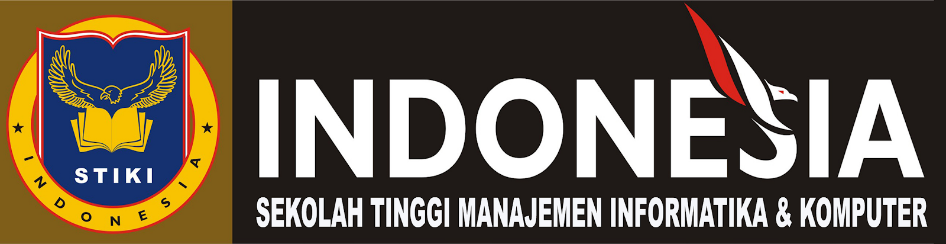 STIKI
INDONESIA
INDONESIA
SEKOLAH TINGGI MANAJEMEN INFORMATIKA & KOMPUTER